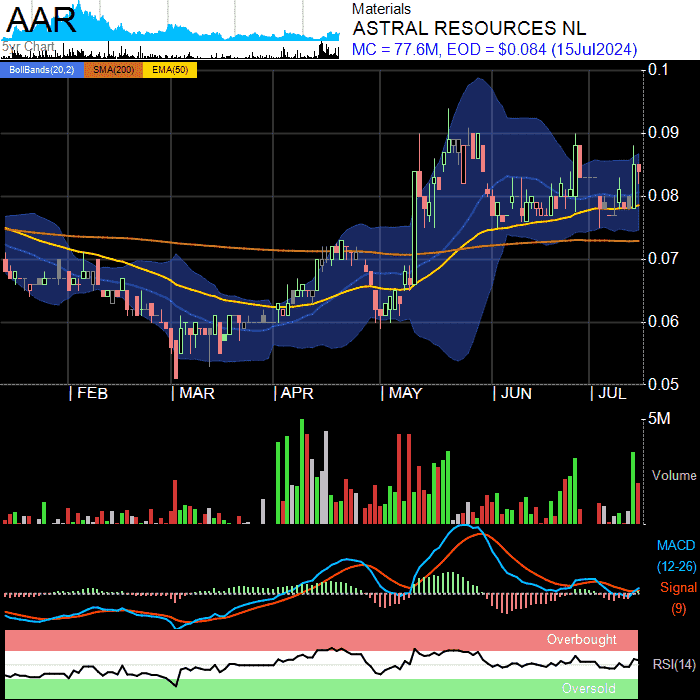 AAR
5yr Chart
Materials
ASTRAL RESOURCES NL
MC = 77.6M, EOD = $0.084 (15Jul2024)
BollBands(20,2) SMA(200) EMA(50)
0.1
0.09
0.08
0.07
0.06
0.05
| FEB | MAR | APR | MAY | JUN | JUL
5M
Volume
MACD
(12-26)
Signal
(9)
Overbought
RSI(14)
Oversold